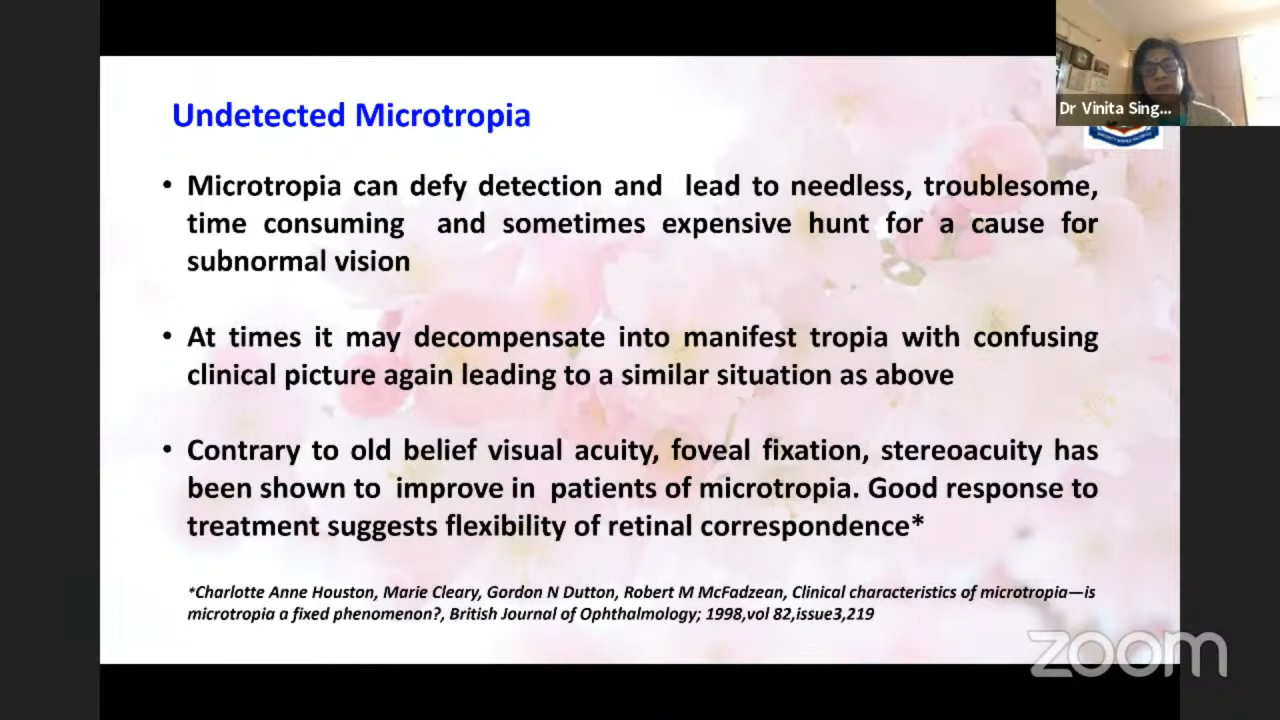 Undetected Microtropia
Dr Vinita Sing...
• Microtropia can defy detection and lead to needless, troublesome,
time consuming and sometimes expensive hunt for a cause for
subnormal vision
• At times it may decompensate into manifest tropia with confusing
clinical picture again leading to a similar situation as above
• Contrary to old belief visual acuity, foveal fixation, stereoacuity has
been shown to improve in patients of microtropia. Good response to
treatment suggests flexibility of retinal correspondence*
*Charlotte Anne Houston, Marie Cleary, Gordon N Dutton, Robert M McFadzean, Clinical characteristics of microtropia—is
microtropia a fixed phenomenon?, British Journal of Ophthalmology; 1998,vol 82,issue3,219
zoom